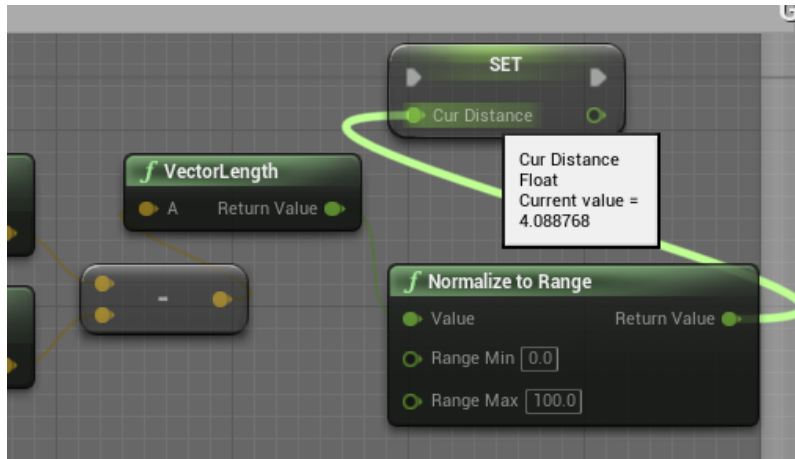 SET
Cur Distance
Cur Distance
Float
Current value =
4.088768
f VectorLength
A Return Value
-
f Normalize to Range
Value Return Value
Range Min 0.0
Range Max 100.0